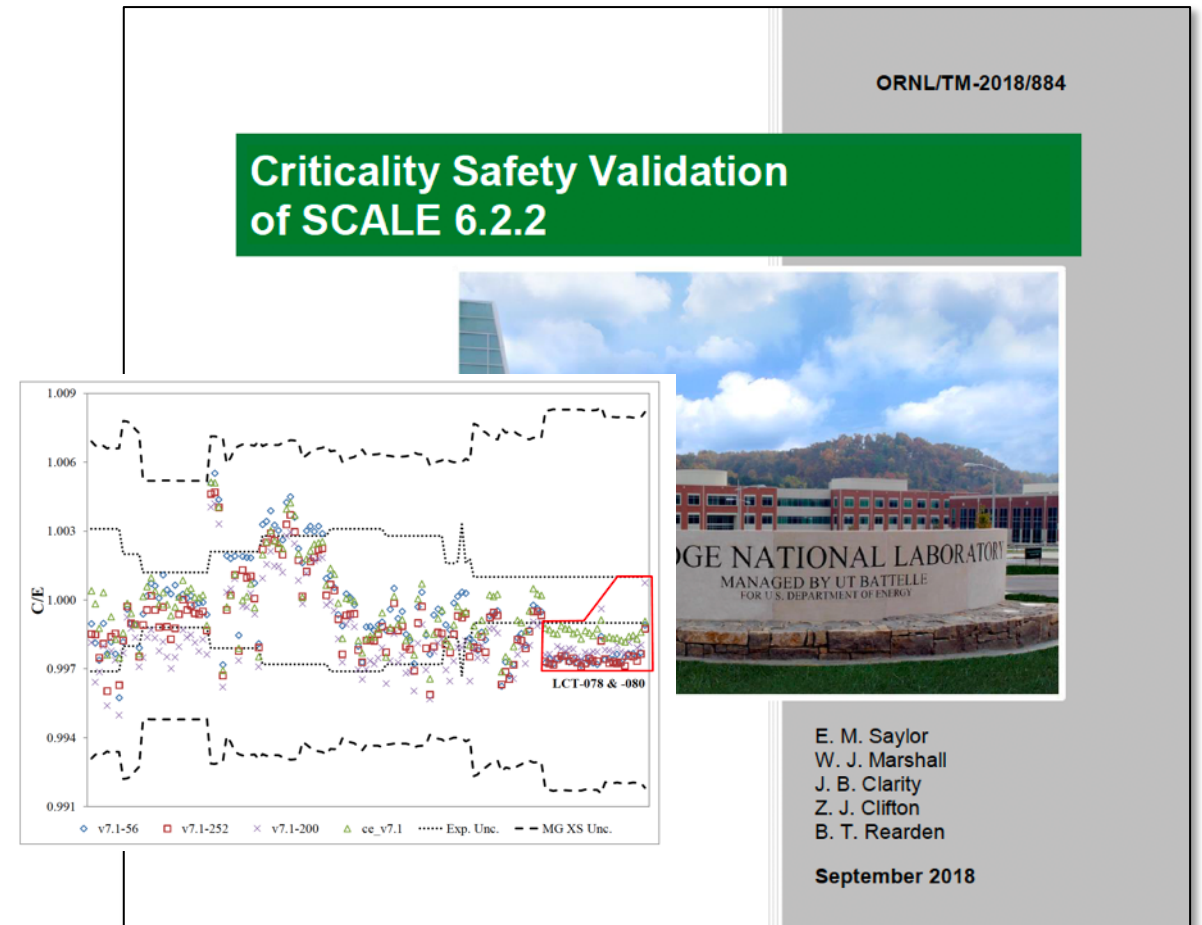 ORNL/TM-2018/884
Criticality Safety Validation
of SCALE 6.2.2
DGE NATIONAL LABORATORY
MANAGED BY UT BATTELLE
FOR U.S. DEPARTMENT OF ENERGY
1.009
1.006
1.003
1.000
0.997
0.994
0.991
C/E
LCT-078 & -080
v7.1-56 v7.1-252 v7.1-200 ce_v7.1 Exp. Unc. MG XS Unc.
E. M. Saylor
W. J. Marshall
J. B. Clarity
Z. J. Clifton
B. T. Rearden
September 2018